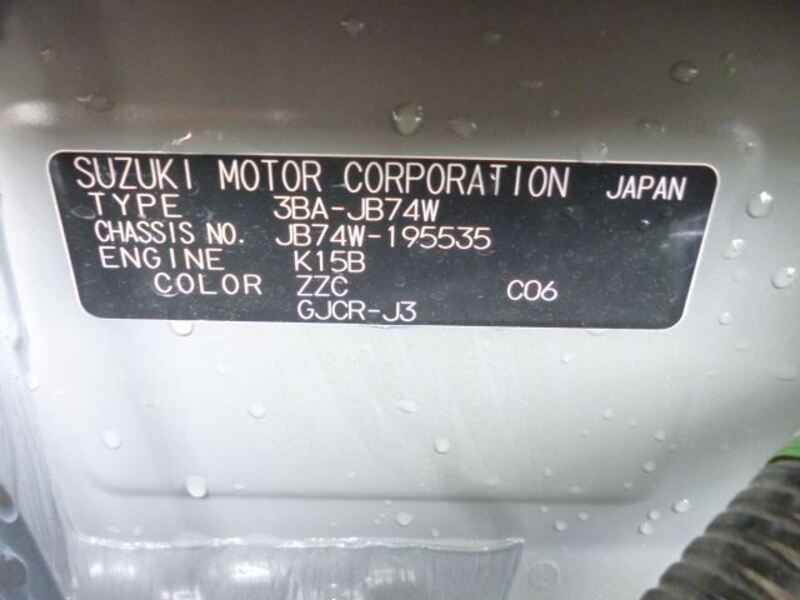 SUZUKI MOTOR CORPORATION JAPAN
TYPE 3BA-JB74W
CHASSIS NO. JB74W-195535
ENGINE K15B
COLOR ZZC C06
GJCR-J3